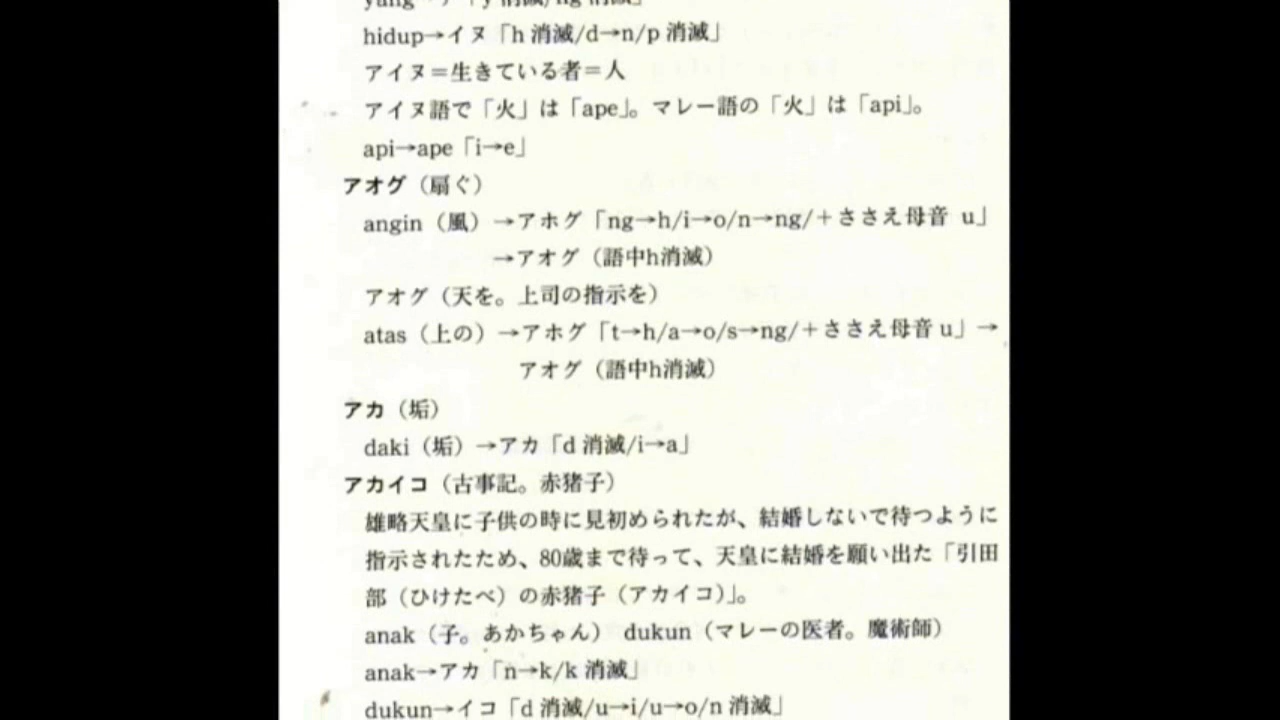 yang→ア「y 消滅/ng 消滅」
hidup→イヌ「h 消滅/d→n/p 消滅」
アイヌ＝生きている者＝人
アイヌ語で「火」は「ape」。マレー語の「火」は「api」。
api→ape「i→e」
アオグ（扇ぐ）
angin（風）→アホグ「ng→h/i→o/n→ng/＋ささえ母音 u」
→アオグ（語中h消滅）
アオグ（天を。上司の指示を）
atas（上の）→アホグ「t→h/a→o/s→ng/＋ささえ母音 u」→
アオグ（語中h消滅）
アカ（垢）
daki（垢）→アカ「d 消滅/i→a」
アカイコ（古事記。赤猪子）
雄略天皇に子供の時に見初められたが、結婚しないで待つように
指示されたため、80歳まで待って、天皇に結婚を願い出た「引田
部（ひけたべ）の赤猪子（アカイコ）」。
anak（子。あかちゃん） dukun（マレーの医者。魔術師）
anak→アカ「n→k/k 消滅」
dukun→イコ「d 消滅/u→i/u→o/n 消滅」